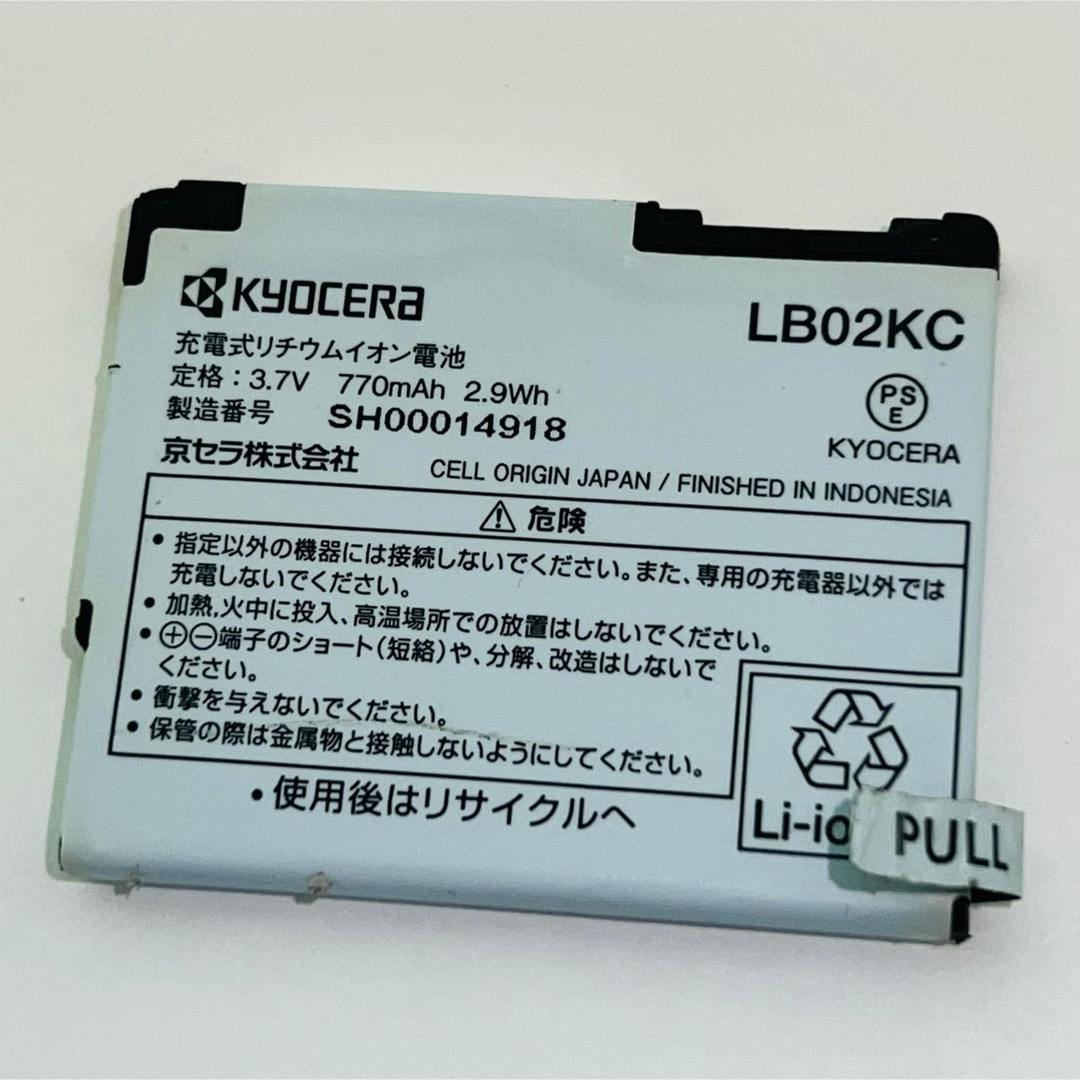 KYOCERA
LB02KC
充電式リチウムイオン電池
定格：3.7V 770mAh 2.9Wh
製造番号 SH00014918
PS
E
KYOCERA
京セラ株式会社
CELL ORIGIN JAPAN / FINISHED IN INDONESIA
⚠ 危険
• 指定以外の機器には接続しないでください。また、専用の充電器以外では
充電しないでください。
• 加熱,火中に投入、高温場所での放置はしないでください。
• ⊕⊖端子のショート(短絡)や、分解、改造はしないで
ください。
• 衝撃を与えないでください。
• 保管の際は金属物と接触しないようにしてください。
• 使用後はリサイクルへ
Li-io
PULL